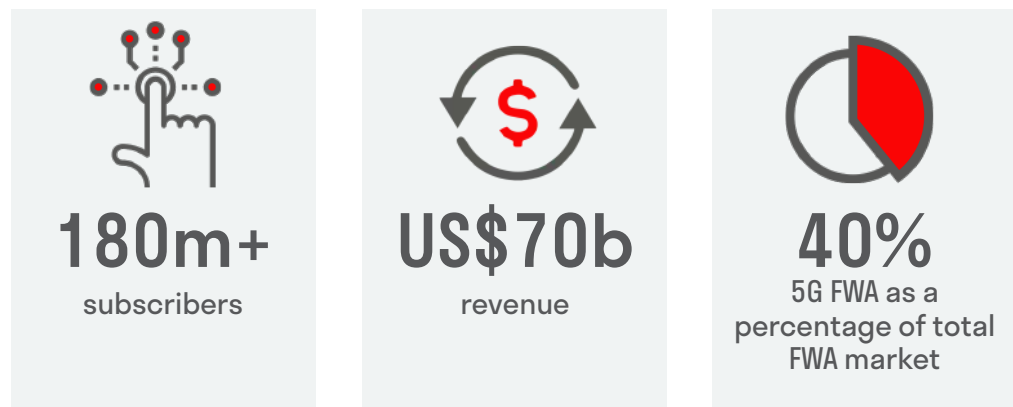 180m+
subscribers
US$70b
revenue
40%
5G FWA as a
percentage of total
FWA market